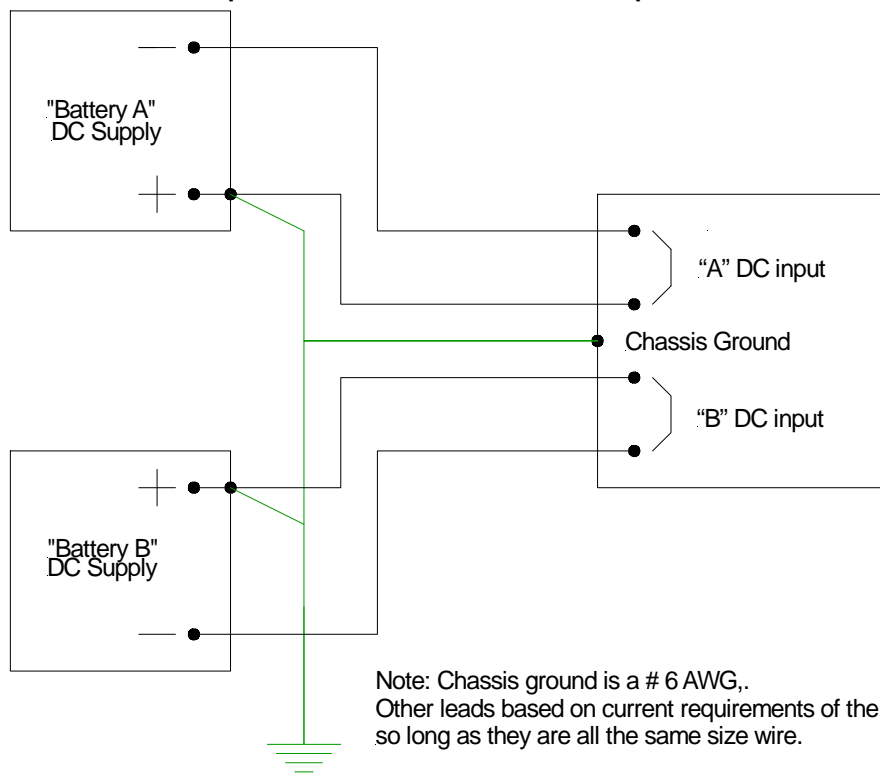 "Battery A"
DC Supply
"A" DC input
Chassis Ground
"B" DC input
"Battery B"
DC Supply
Note: Chassis ground is a # 6 AWG,.
Other leads based on current requirements of the
so long as they are all the same size wire.